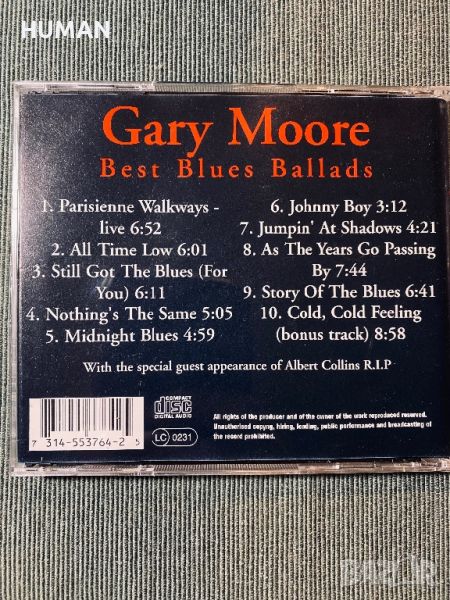 HUMAN
Gary Moore
Best Blues Ballads
1. Parisienne Walkways -
live 6:52
2. All Time Low 6:01
3. Still Got The Blues (For
You) 6:11
4. Nothing's The Same 5:05
5. Midnight Blues 4:59
6. Johnny Boy 3:12
7. Jumpin' At Shadows 4:21
8. As The Years Go Passing
By 7:44
9. Story Of The Blues 6:41
10. Cold, Cold Feeling
(bonus track) 8:58
With the special guest appearance of Albert Collins R.I.P
7 314-553764-2 5
COMPACT
disc
DIGITAL AUDIO
LC 0231
All rights of the producer and of the owner of the work reproduced reserved.
Unauthorised copyng, hiring, lending, public performance and broadcasting of
the record prohibited.